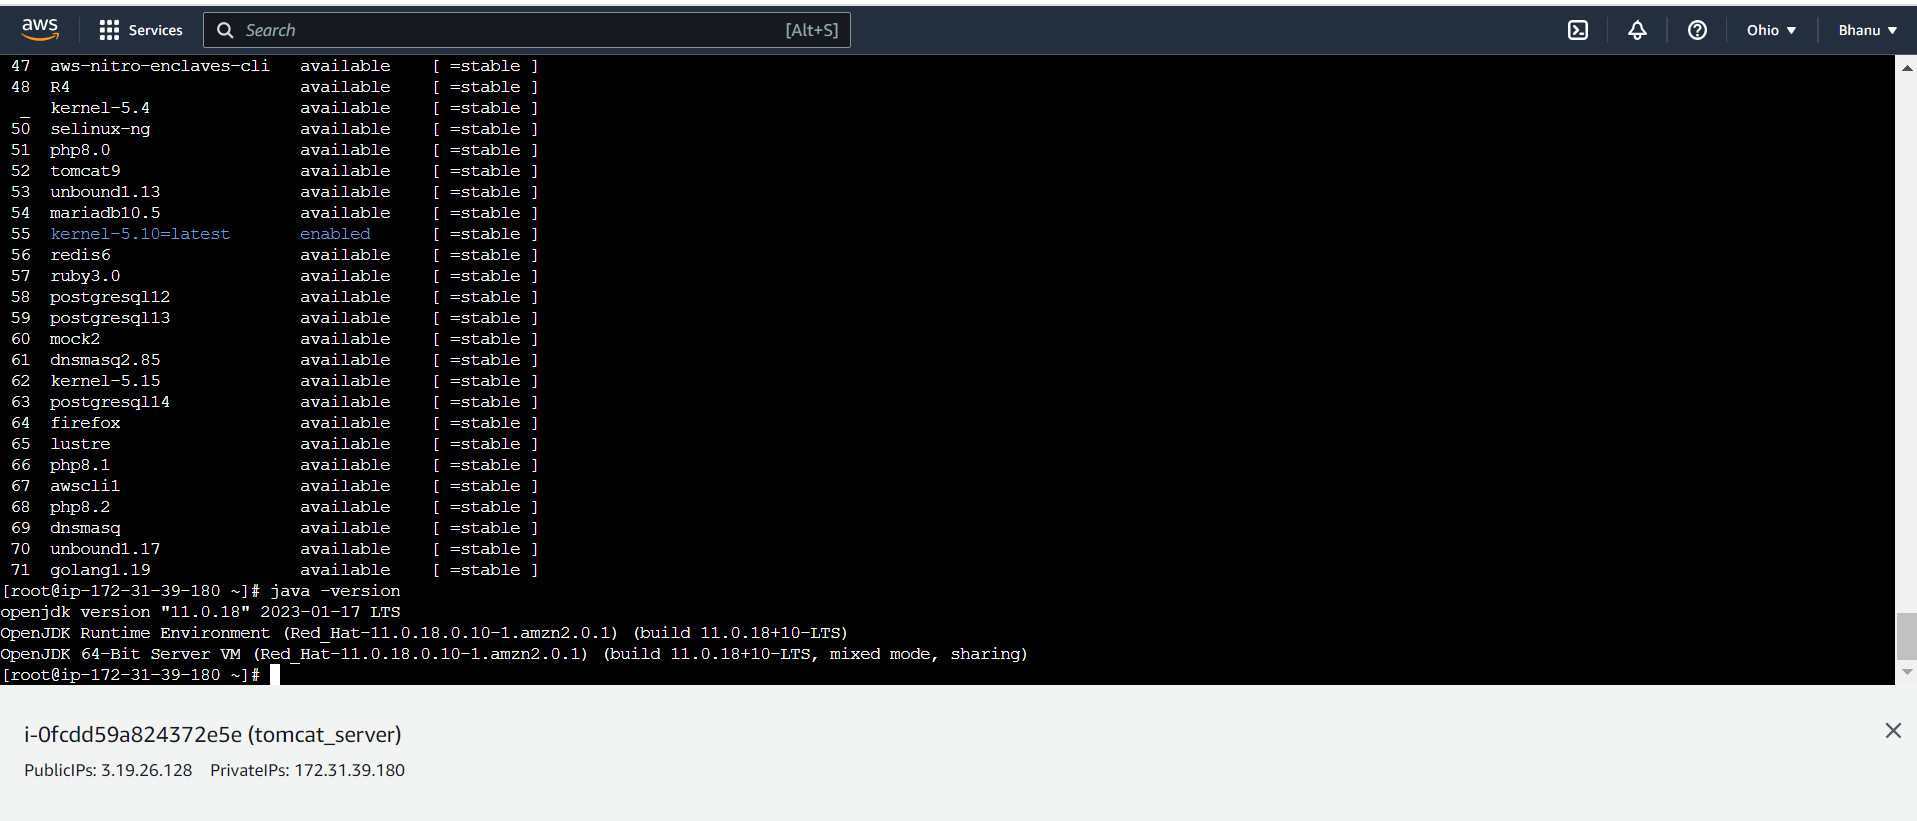 aws Services Search [Alt+S] Ohio Bhanu
47 aws-nitro-enclaves-cli available [ =stable ]
48 R4 available [ =stable ]
_ kernel-5.4 available [ =stable ]
50 selinux-ng available [ =stable ]
51 php8.0 available [ =stable ]
52 tomcat9 available [ =stable ]
53 unbound1.13 available [ =stable ]
54 mariadb10.5 available [ =stable ]
55 kernel-5.10=latest enabled [ =stable ]
56 redis6 available [ =stable ]
57 ruby3.0 available [ =stable ]
58 postgresql12 available [ =stable ]
59 postgresql13 available [ =stable ]
60 mock2 available [ =stable ]
61 dnsmasq2.85 available [ =stable ]
62 kernel-5.15 available [ =stable ]
63 postgresql14 available [ =stable ]
64 firefox available [ =stable ]
65 lustre available [ =stable ]
66 php8.1 available [ =stable ]
67 awscli1 available [ =stable ]
68 php8.2 available [ =stable ]
69 dnsmasq available [ =stable ]
70 unbound1.17 available [ =stable ]
71 golang1.19 available [ =stable ]
[root@ip-172-31-39-180 ~]# java -version
openjdk version "11.0.18" 2023-01-17 LTS
OpenJDK Runtime Environment (Red_Hat-11.0.18.0.10-1.amzn2.0.1) (build 11.0.18+10-LTS)
OpenJDK 64-Bit Server VM (Red_Hat-11.0.18.0.10-1.amzn2.0.1) (build 11.0.18+10-LTS, mixed mode, sharing)
[root@ip-172-31-39-180 ~]#
i-0fcdd59a824372e5e (tomcat_server)
PublicIPs: 3.19.26.128 PrivateIPs: 172.31.39.180